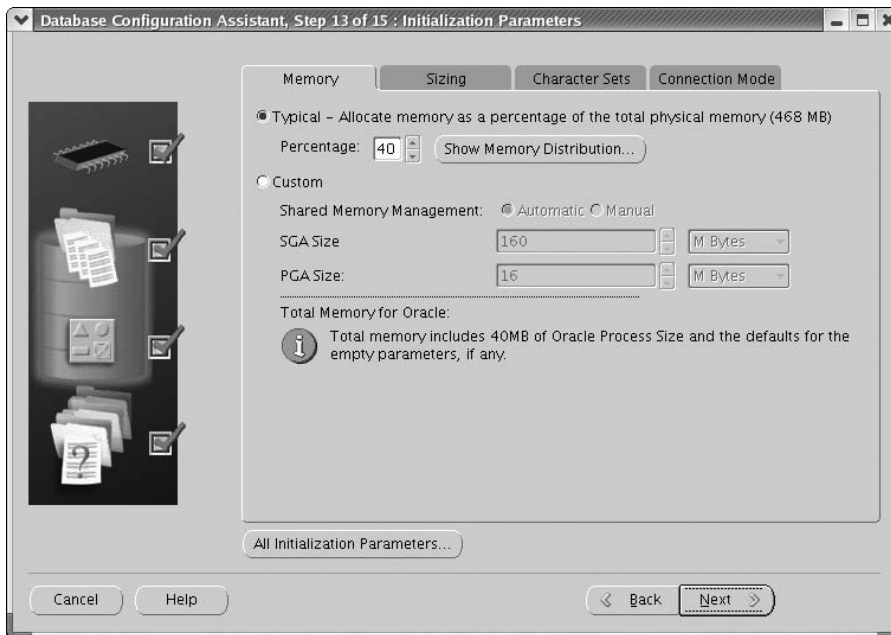 Database Configuration Assistant, Step 13 of 15 : Initialization Parameters
Memory Sizing Character Sets Connection Mode
Typical – Allocate memory as a percentage of the total physical memory (468 MB)
Percentage: 40 Show Memory Distribution...
Custom
Shared Memory Management: Automatic Manual
SGA Size 160 M Bytes
PGA Size: 16 M Bytes
Total Memory for Oracle:
Total memory includes 40MB of Oracle Process Size and the defaults for the
empty parameters, if any.
All Initialization Parameters...
Cancel Help Back Next